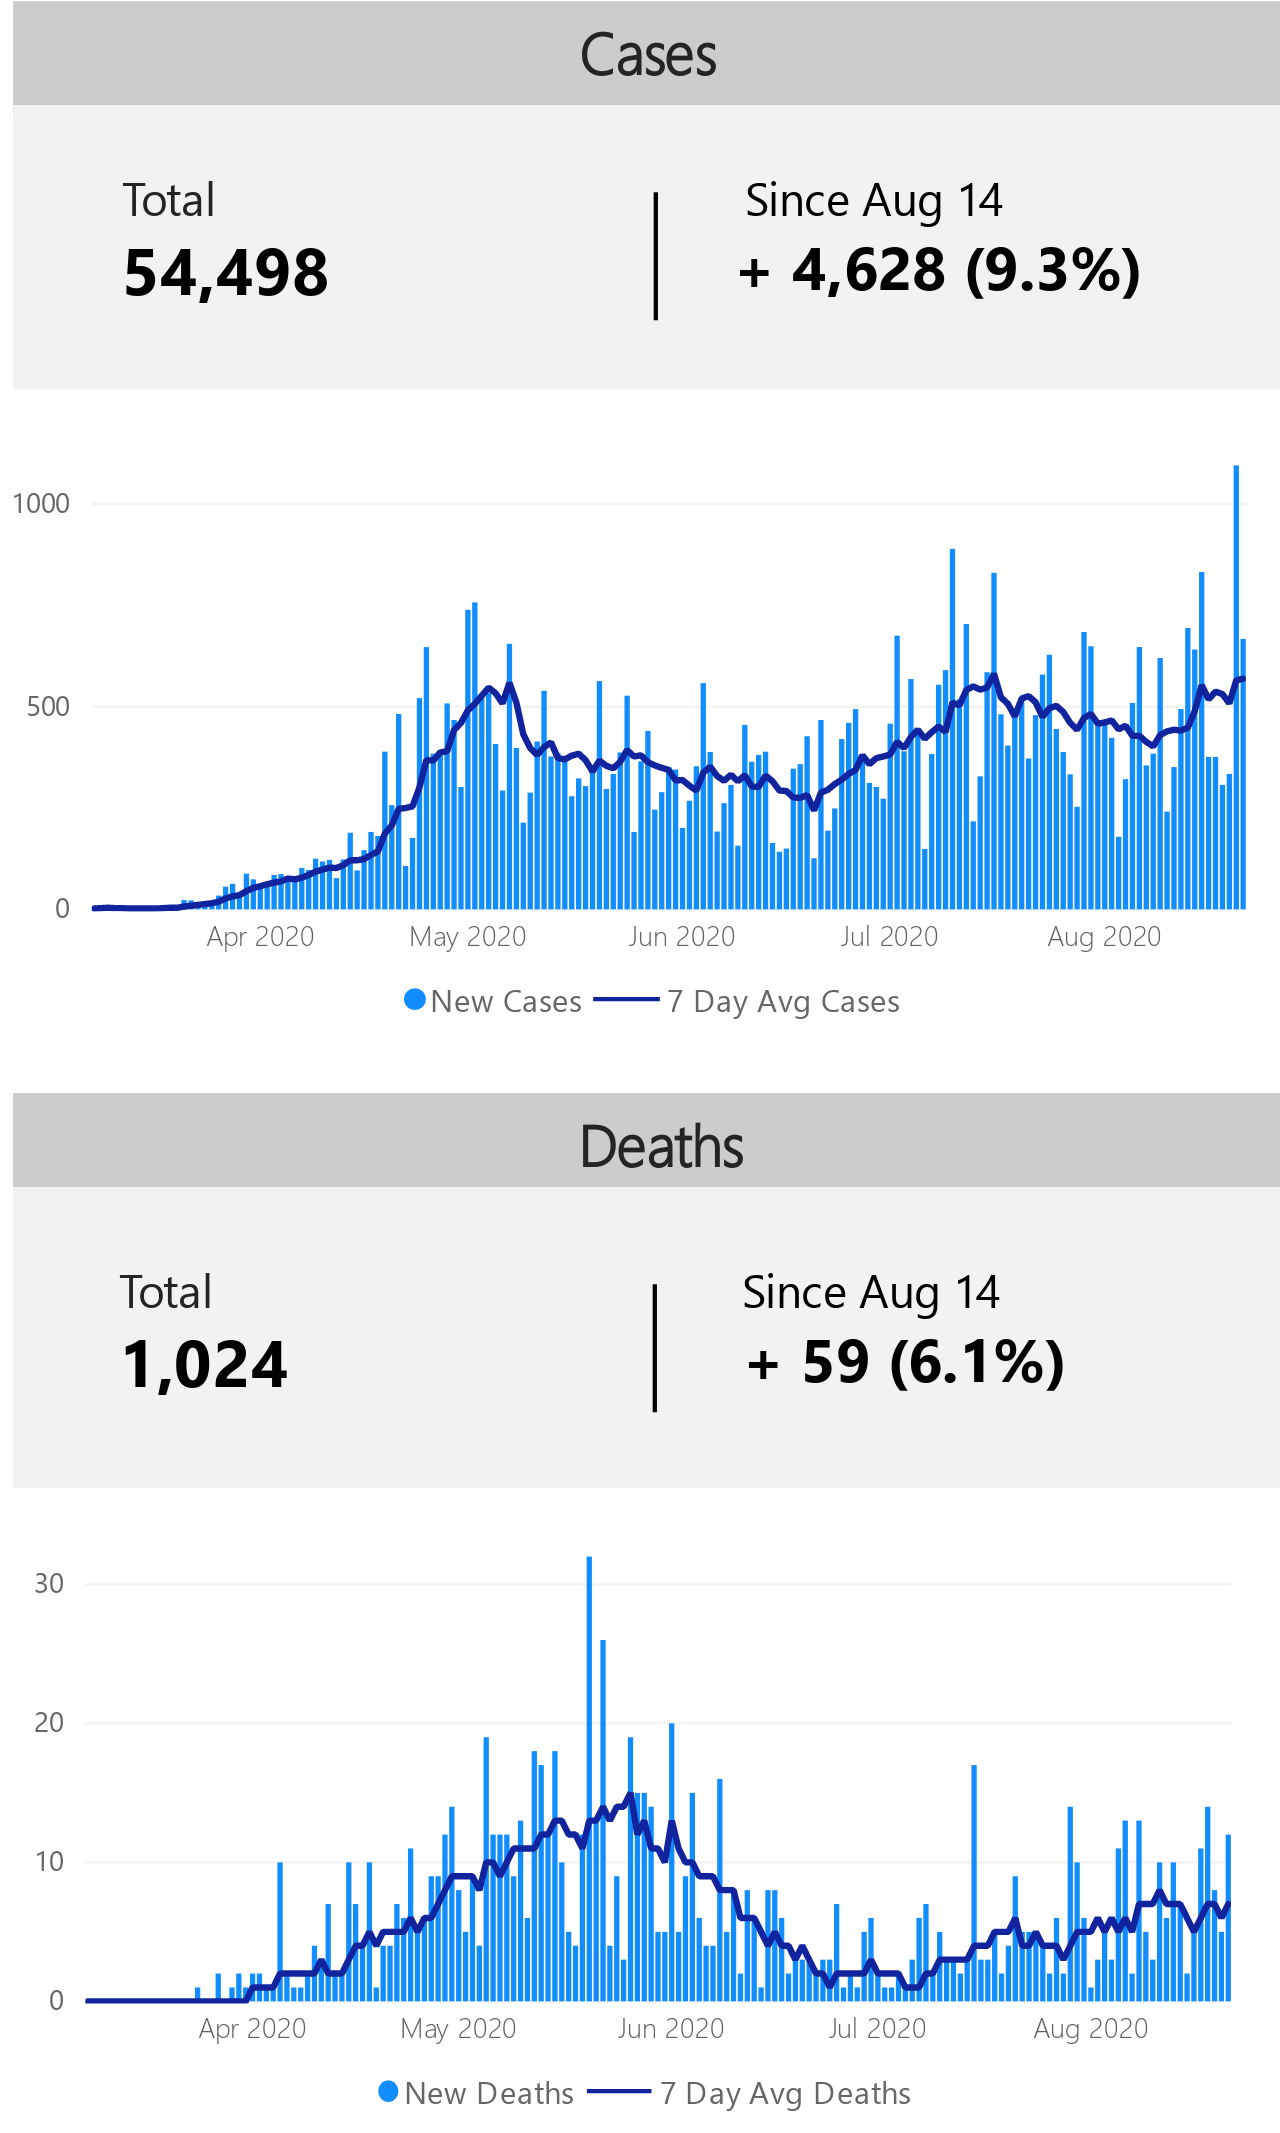 Cases
Total
Since Aug 14
54,498
+ 4,628 (9.3%)
1000
500
0
Apr 2020
May 2020
Jun 2020
Jul 2020
Aug 2020
New Cases
7 Day Avg Cases
Deaths
Total
Since Aug 14
1,024
+ 59 (6.1%)
30
20
10
0
Apr 2020
May 2020
Jun 2020
Jul 2020
Aug 2020
New Deaths
7 Day Avg Deaths